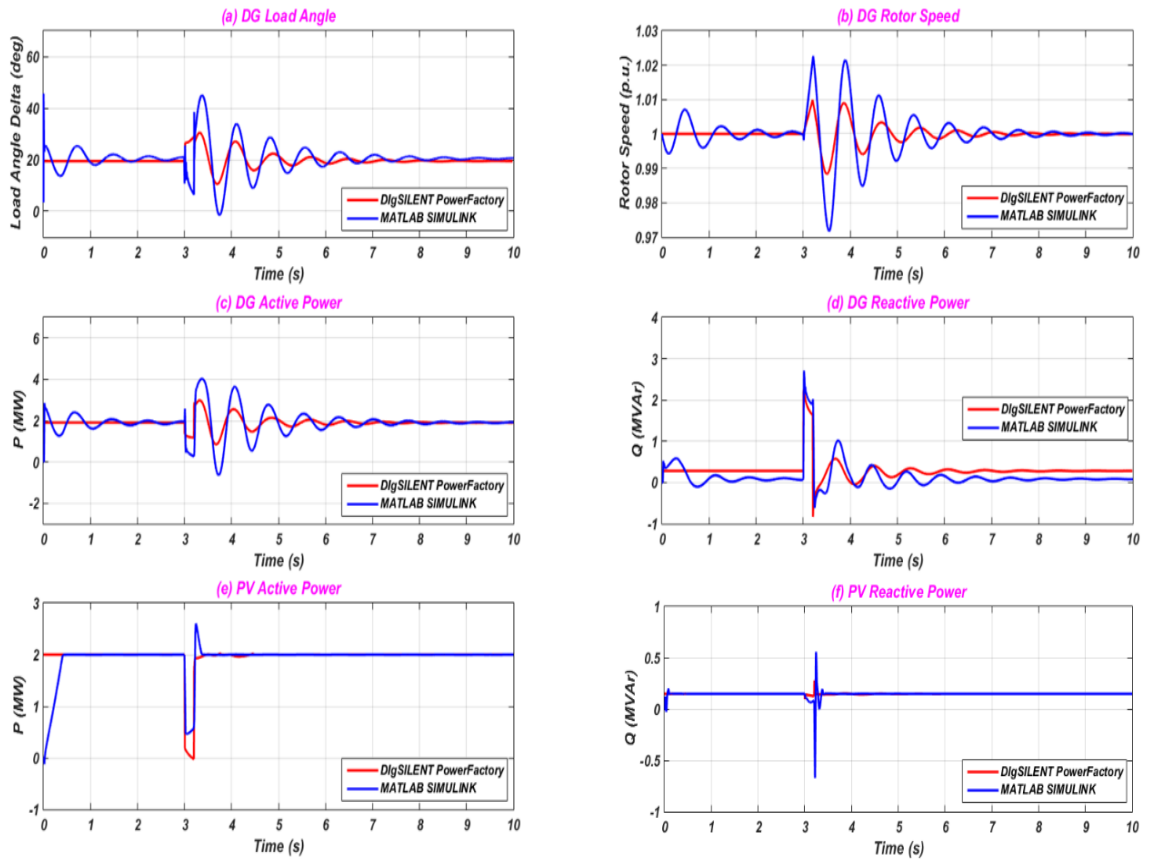 (a) DG Load Angle
Load Angle Delta (deg)
60
40
20
0
DIgSILENT PowerFactory
MATLAB SIMULINK
0 1 2 3 4 5 6 7 8 9 10
Time (s)
(b) DG Rotor Speed
Rotor Speed (p.u.)
1.03
1.02
1.01
1
0.99
0.98
0.97
DIgSILENT PowerFactory
MATLAB SIMULINK
0 1 2 3 4 5 6 7 8 9 10
Time (s)
(c) DG Active Power
P (MW)
6
4
2
0
-2
DIgSILENT PowerFactory
MATLAB SIMULINK
0 1 2 3 4 5 6 7 8 9 10
Time (s)
(d) DG Reactive Power
Q (MVAr)
4
3
2
1
0
-1
DIgSILENT PowerFactory
MATLAB SIMULINK
0 1 2 3 4 5 6 7 8 9 10
Time (s)
(e) PV Active Power
P (MW)
3
2
1
0
-1
DIgSILENT PowerFactory
MATLAB SIMULINK
0 1 2 3 4 5 6 7 8 9 10
Time (s)
(f) PV Reactive Power
Q (MVAr)
1
0.5
0
-0.5
-1
DIgSILENT PowerFactory
MATLAB SIMULINK
0 1 2 3 4 5 6 7 8 9 10
Time (s)